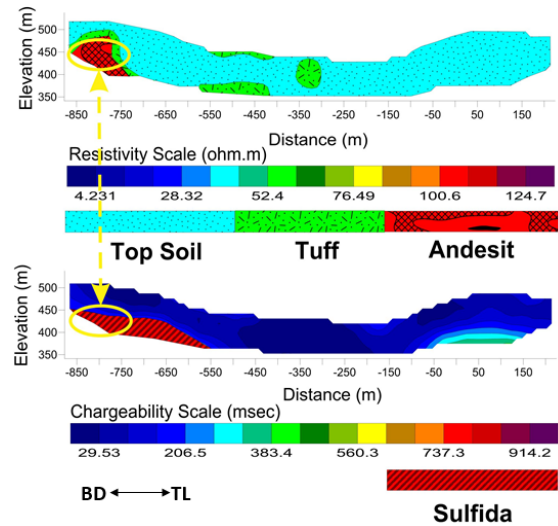 Elevation (m)
500
450
400
350
-850 -750 -650 -550 -450 -350 -250 -150 -50 50 150
Distance (m)
Resistivity Scale (ohm.m)
4.231 28.32 52.4 76.49 100.6 124.7
Top Soil Tuff Andesit
Elevation (m)
500
450
400
350
-850 -750 -650 -550 -450 -350 -250 -150 -50 50 150
Distance (m)
Chargeability Scale (msec)
29.53 206.5 383.4 560.3 737.3 914.2
BD TL
Sulfida